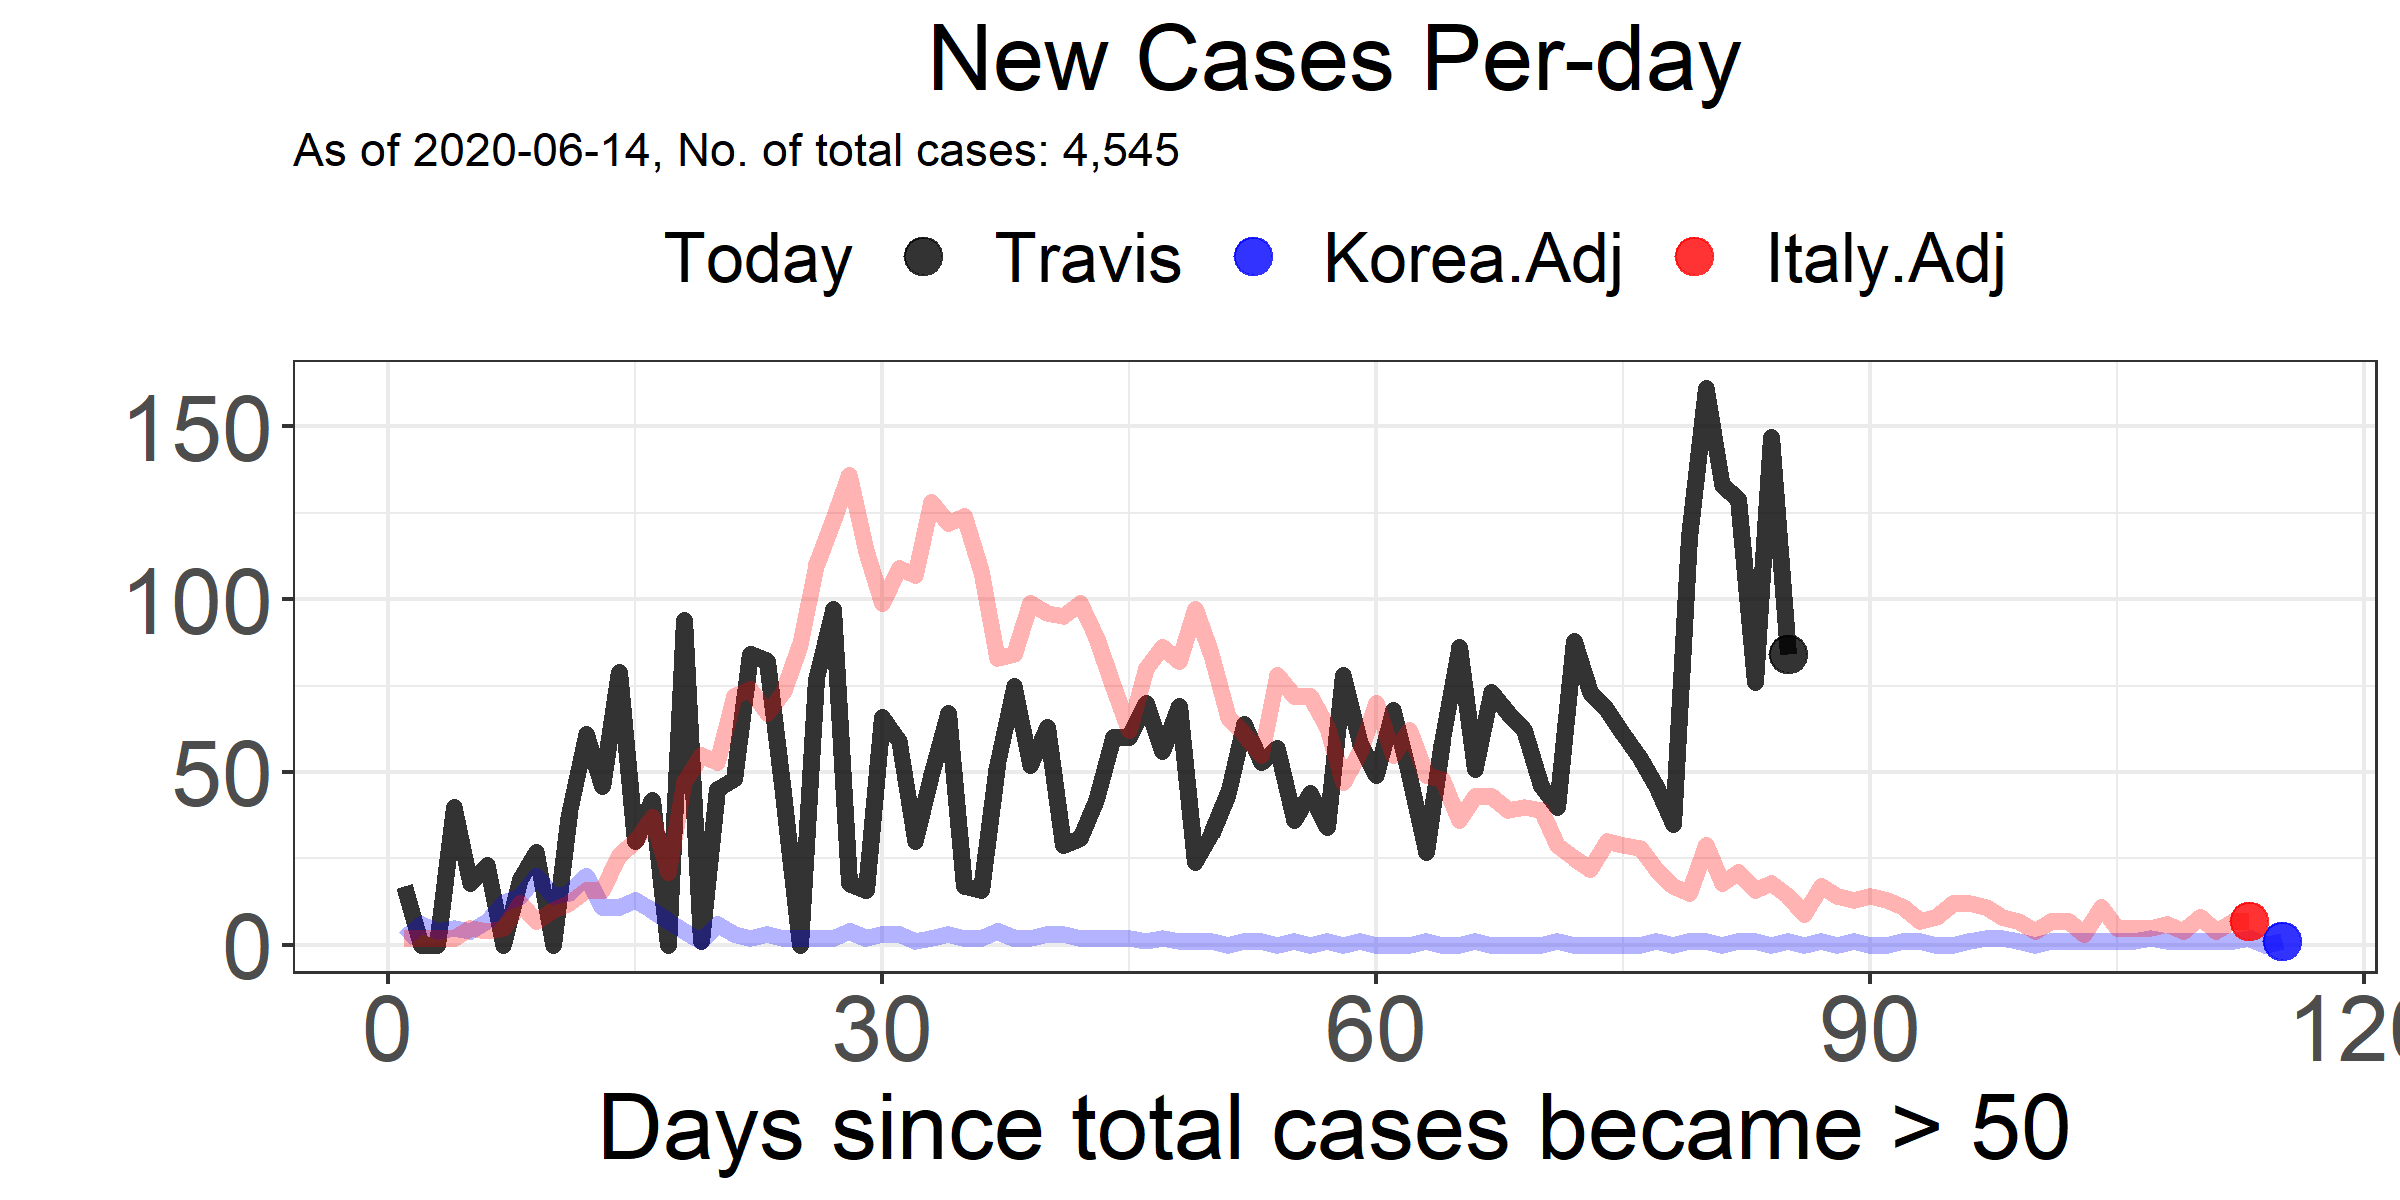 New Cases Per-day
As of 2020-06-14, No. of total cases: 4,545
Today Travis Korea.Adj Italy.Adj
150
100
50
0
0 30 60 90 120
Days since total cases became > 50